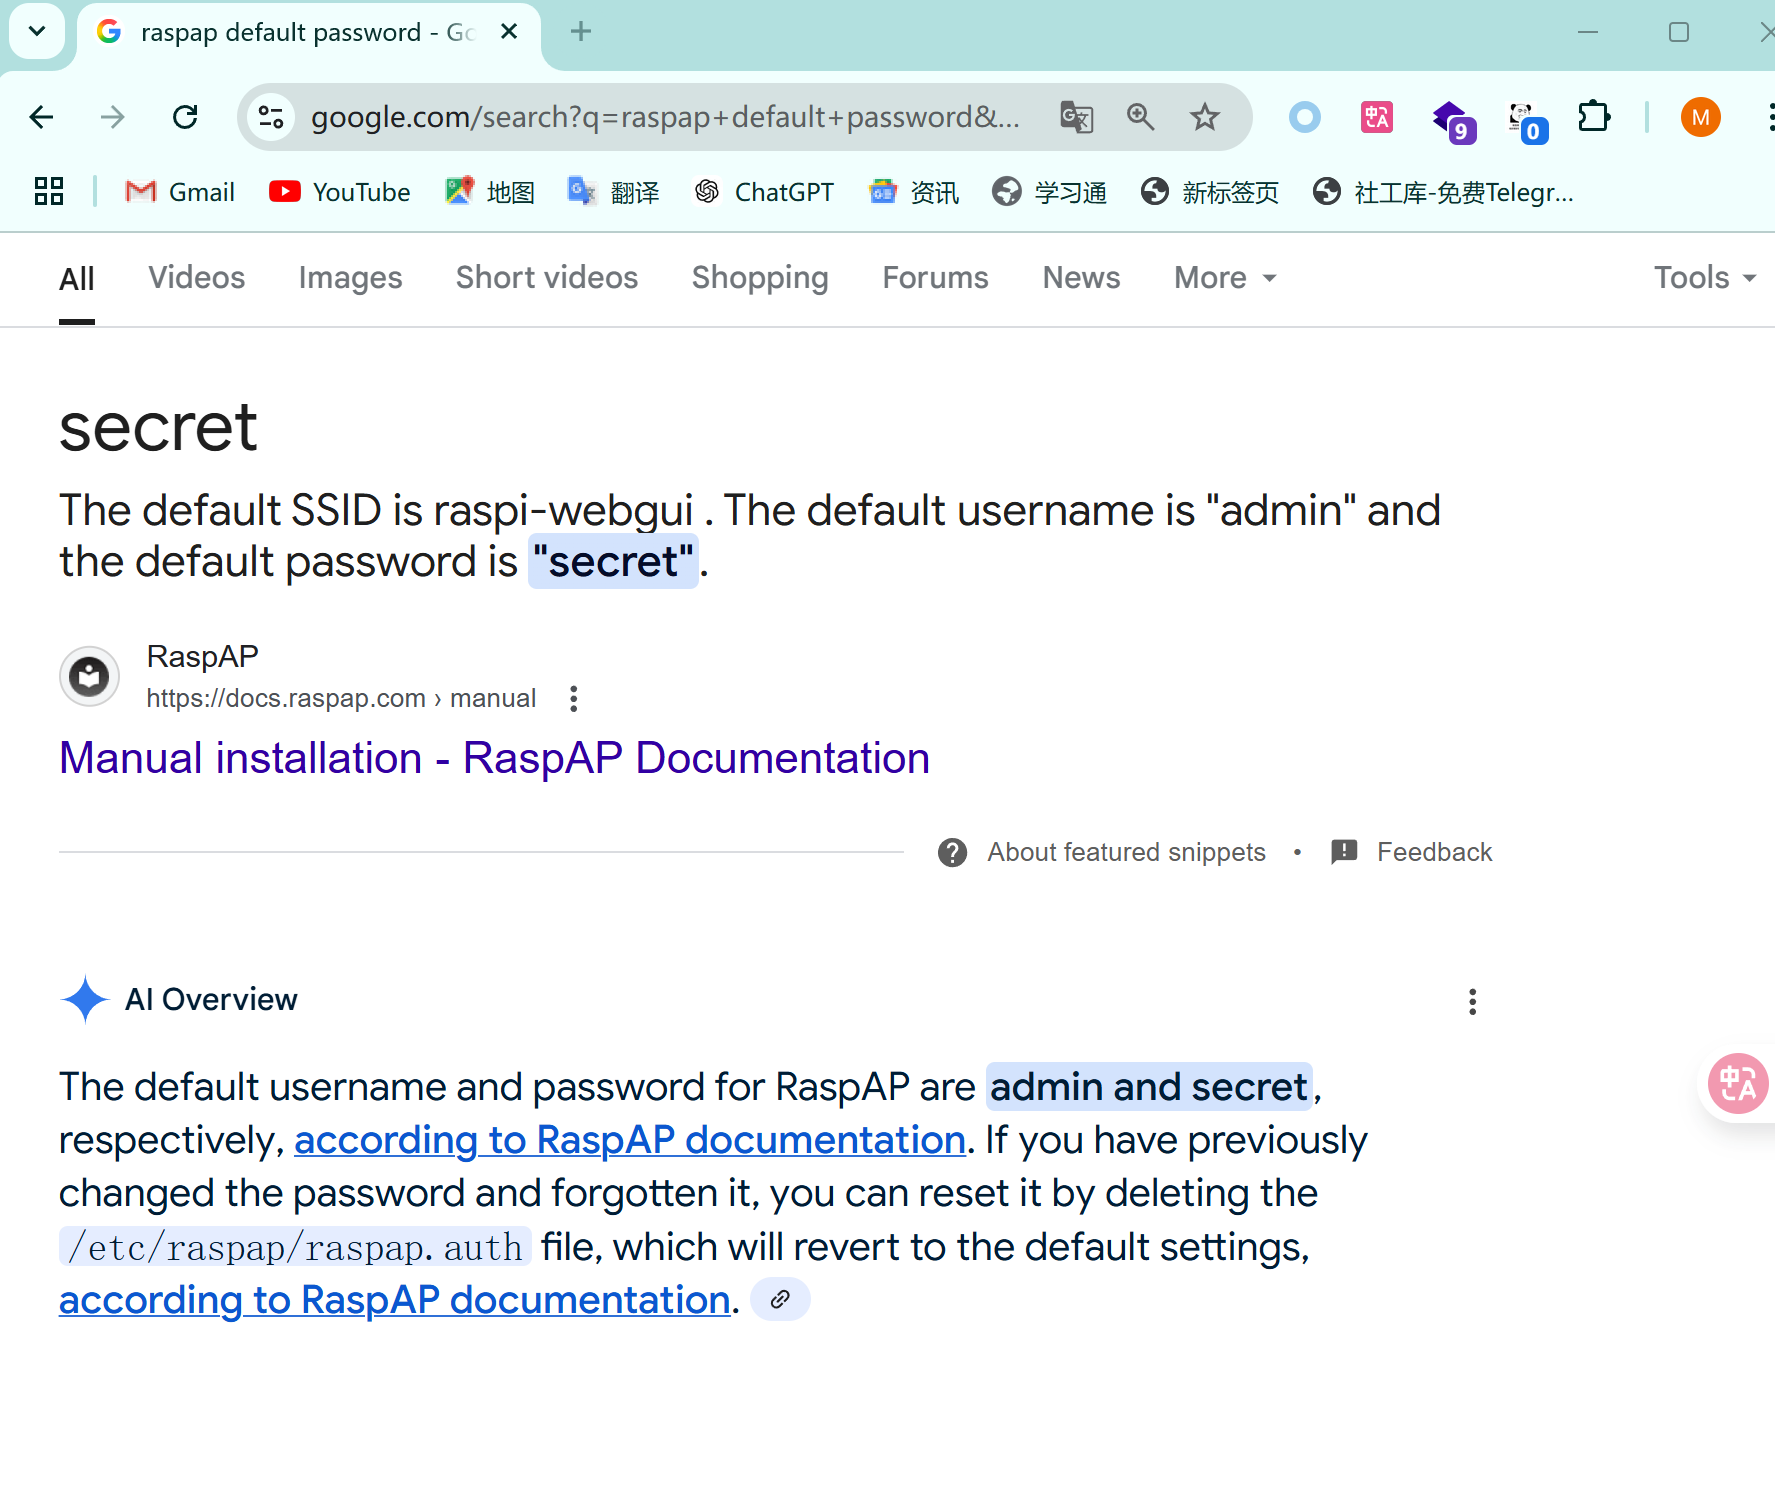 raspap default password - Go
google.com/search?q=raspap+default+password&...
中A
9
0
M
Gmail
YouTube
地图
翻译
ChatGPT
资讯
学习通
新标签页
社工库-免费Telegr...
All
Videos
Images
Short videos
Shopping
Forums
News
More
Tools
secret
The default SSID is raspi-webgui . The default username is "admin" and
the default password is "secret".
RaspAP
https://docs.raspap.com › manual
Manual installation - RaspAP Documentation
About featured snippets • Feedback
AI Overview
The default username and password for RaspAP are admin and secret,
respectively, according to RaspAP documentation. If you have previously
changed the password and forgotten it, you can reset it by deleting the
/etc/raspap/raspap.auth file, which will revert to the default settings,
according to RaspAP documentation.
中A